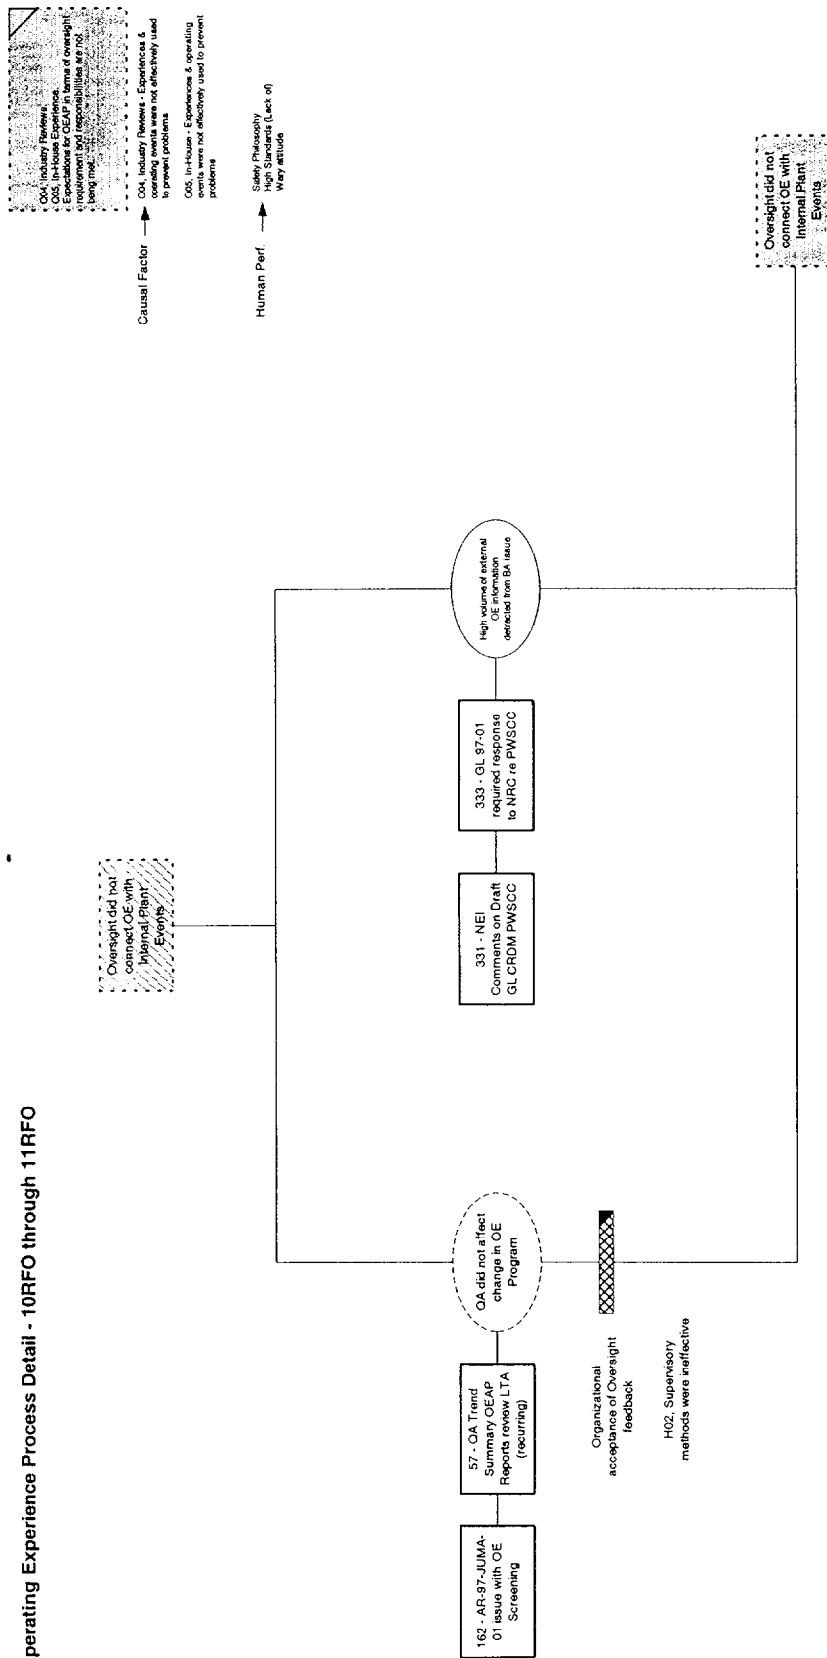 perating Experience Process Detail - 10RFO through 11RFO
O04, Industry Reviews,
O05, In-House Experience,
Expectations for OEAP in terms of oversight
requirement and responsibilities are not
being met.
Causal Factor
O04, Industry Reviews - Experiences &
operating events were not effectively used
to prevent problems
O05, In-House - Experiences & operating
events were not effectively used to prevent
problems
Human Perf.
Safety Philosophy
High Standards (Lack of)
Wary attitude
Oversight did not
connect OE with
Internal Plant
Events
162 - AR-97-JUMA-
01 issue with OE
Screening
57 - QA Trend
Summary OEAP
Reports review LTA
(recurring)
QA did not affect
change in OE
Program
331 - NEI
Comments on Draft
GL CRDM PWSCC
333 - GL 97-01
required response
to NRC re PWSCC
High volume of external
OE information
detracted from BA issue
Organizational
acceptance of Oversight
feedback
H02, Supervisory
methods were ineffective
Oversight did not
connect OE with
Internal Plant
Events